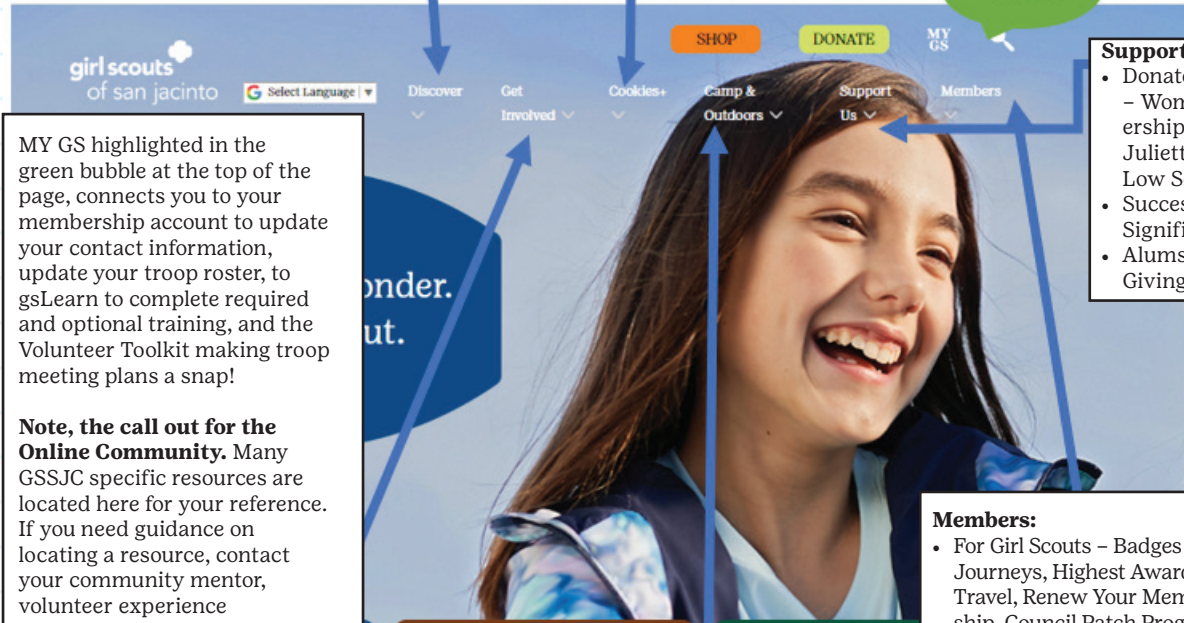 SHOP
DONATE
MY
GS
girl scouts
of san jacinto
G Select Language
Discover
Get
Involved
Cookies+
Camp &
Outdoors
Support
Us
Members
MY GS highlighted in the
green bubble at the top of the
page, connects you to your
membership account to update
your contact information,
update your troop roster, to
gsLearn to complete required
and optional training, and the
Volunteer Toolkit making troop
meeting plans a snap!
Note, the call out for the
Online Community. Many
GSSJC specific resources are
located here for your reference.
If you need guidance on
locating a resource, contact
your community mentor,
volunteer experience
onder.
ut.
Support
• Donate
– Wom
ership
Juliett
Low S
• Succes
Signifi
• Alums
Giving
Members:
• For Girl Scouts – Badges
Journeys, Highest Award
Travel, Renew Your Mem
ship, Council Patch Prog